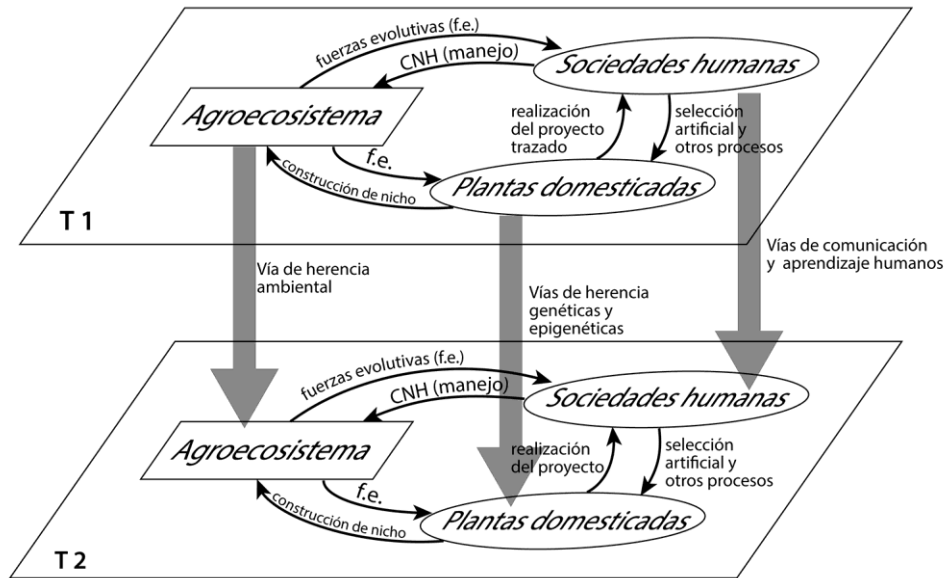 fuerzas evolutivas (f.e.)
CNH (manejo)
Sociedades humanas
Agroecosistema
realización
del proyecto
trazado
selección
artificial y
otros procesos
f.e.
construcción de nicho
Plantas domesticadas
T 1
Vía de herencia
ambiental
Vías de herencia
genéticas y
epigenéticas
Vías de comunicación
y aprendizaje humanos
fuerzas evolutivas (f.e.)
CNH (manejo)
Sociedades humanas
Agroecosistema
realización
del proyecto
selección
artificial y
otros procesos
f.e.
construcción de nicho
Plantas domesticadas
T 2